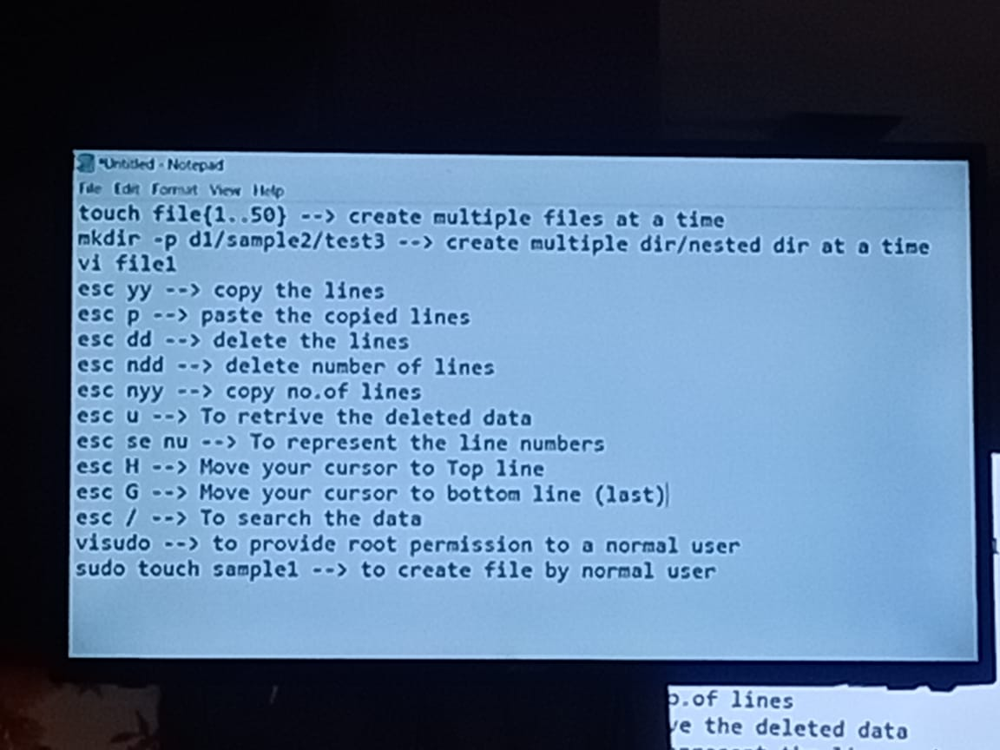 *Untitled - Notepad
File Edit Format View Help
touch file{1..50} --> create multiple files at a time
mkdir -p d1/sample2/test3 --> create multiple dir/nested dir at a time
vi file1
esc yy --> copy the lines
esc p --> paste the copied lines
esc dd --> delete the lines
esc ndd --> delete number of lines
esc nyy --> copy no.of lines
esc u --> To retrive the deleted data
esc se nu --> To represent the line numbers
esc H --> Move your cursor to Top line
esc G --> Move your cursor to bottom line (last)
esc / --> To search the data
visudo --> to provide root permission to a normal user
sudo touch sample1 --> to create file by normal user
o.of lines
ve the deleted data